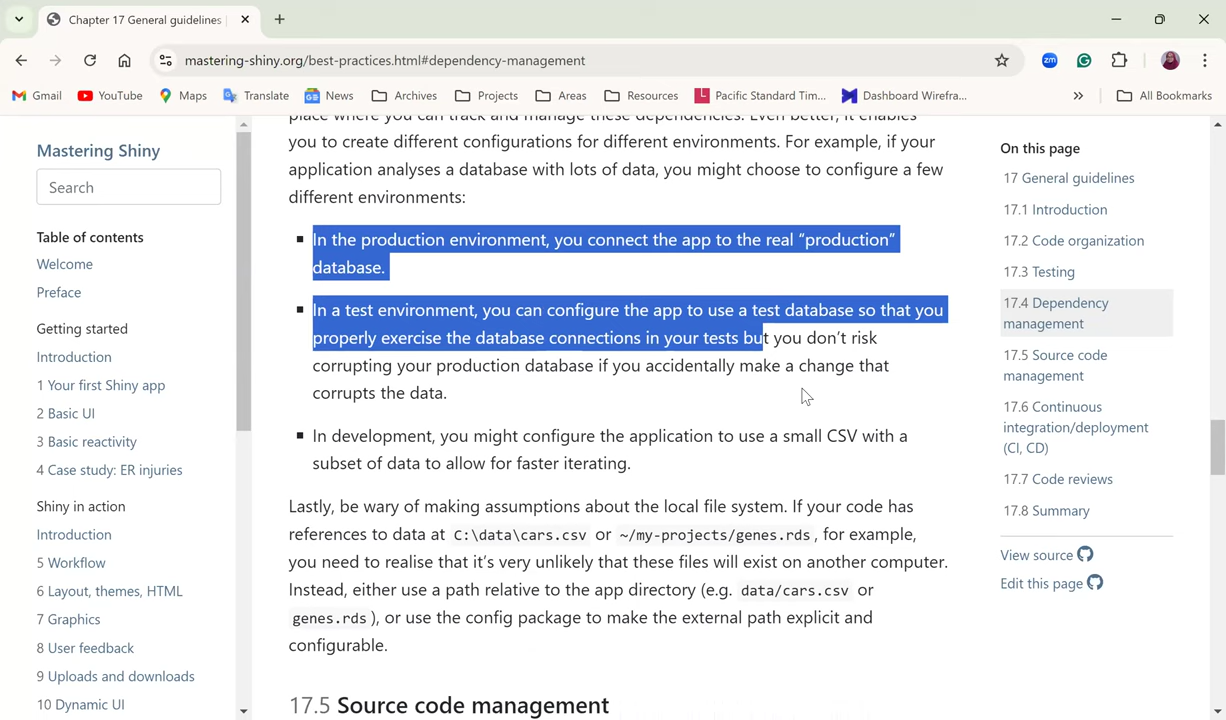 Chapter 17 General guidelines
mastering-shiny.org/best-practices.html#dependency-management
Gmail
YouTube
Maps
Translate
News
Archives
Projects
Areas
Resources
Pacific Standard Tim...
Dashboard Wirefra...
»
All Bookmarks
zm
Mastering Shiny
Search
Table of contents
Welcome
Preface
Getting started
Introduction
1 Your first Shiny app
2 Basic UI
3 Basic reactivity
4 Case study: ER injuries
Shiny in action
Introduction
5 Workflow
6 Layout, themes, HTML
7 Graphics
8 User feedback
9 Uploads and downloads
10 Dynamic UI
place where you can track and manage these dependencies. Even better, it enables
you to create different configurations for different environments. For example, if your
application analyses a database with lots of data, you might choose to configure a few
different environments:
In the production environment, you connect the app to the real “production”
database.
In a test environment, you can configure the app to use a test database so that you
properly exercise the database connections in your tests but you don’t risk
corrupting your production database if you accidentally make a change that
corrupts the data.
In development, you might configure the application to use a small CSV with a
subset of data to allow for faster iterating.
Lastly, be wary of making assumptions about the local file system. If your code has
references to data at C:\data\cars.csv or ~/my-projects/genes.rds, for example,
you need to realise that it’s very unlikely that these files will exist on another computer.
Instead, either use a path relative to the app directory (e.g. data/cars.csv or
genes.rds), or use the config package to make the external path explicit and
configurable.
17.5 Source code management
On this page
17 General guidelines
17.1 Introduction
17.2 Code organization
17.3 Testing
17.4 Dependency
management
17.5 Source code
management
17.6 Continuous
integration/deployment
(CI, CD)
17.7 Code reviews
17.8 Summary
View source
Edit this page